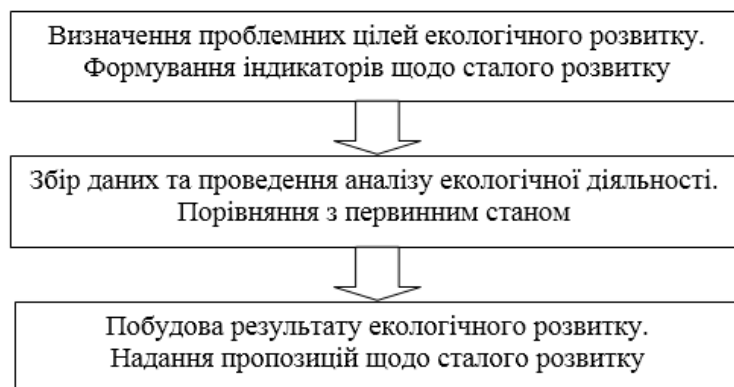 Визначення проблемних цілей екологічного розвитку.
Формування індикаторів щодо сталого розвитку
Збір даних та проведення аналізу екологічної діяльності.
Порівняння з первинним станом
Побудова результату екологічного розвитку.
Надання пропозицій щодо сталого розвитку